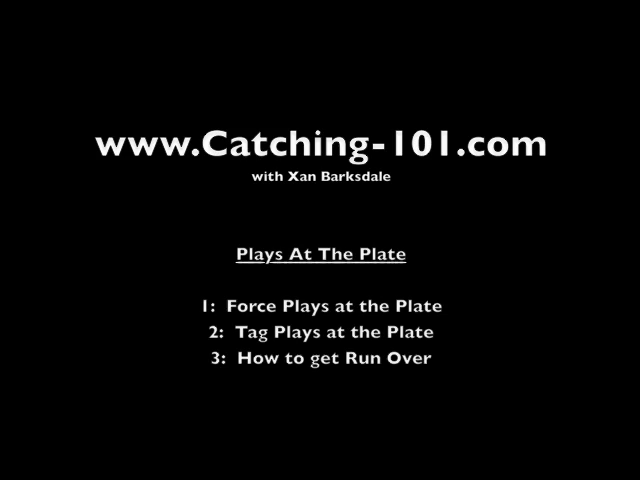 www.Catching-101.com
with Xan Barksdale
Plays At The Plate
1: Force Plays at the Plate
2: Tag Plays at the Plate
3: How to get Run Over